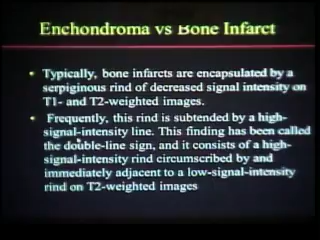 Enchondroma vs Bone Infarct
• Typically, bone infarcts are encapsulated by a
serpiginous rind of decreased signal intensity on
T1- and T2-weighted images.
• Frequently, this rind is subtended by a high-
signal-intensity line. This finding has been called
the double-line sign, and it consists of a high-
signal-intensity rind circumscribed by and
immediately adjacent to a low-signal-intensity
rind on T2-weighted images